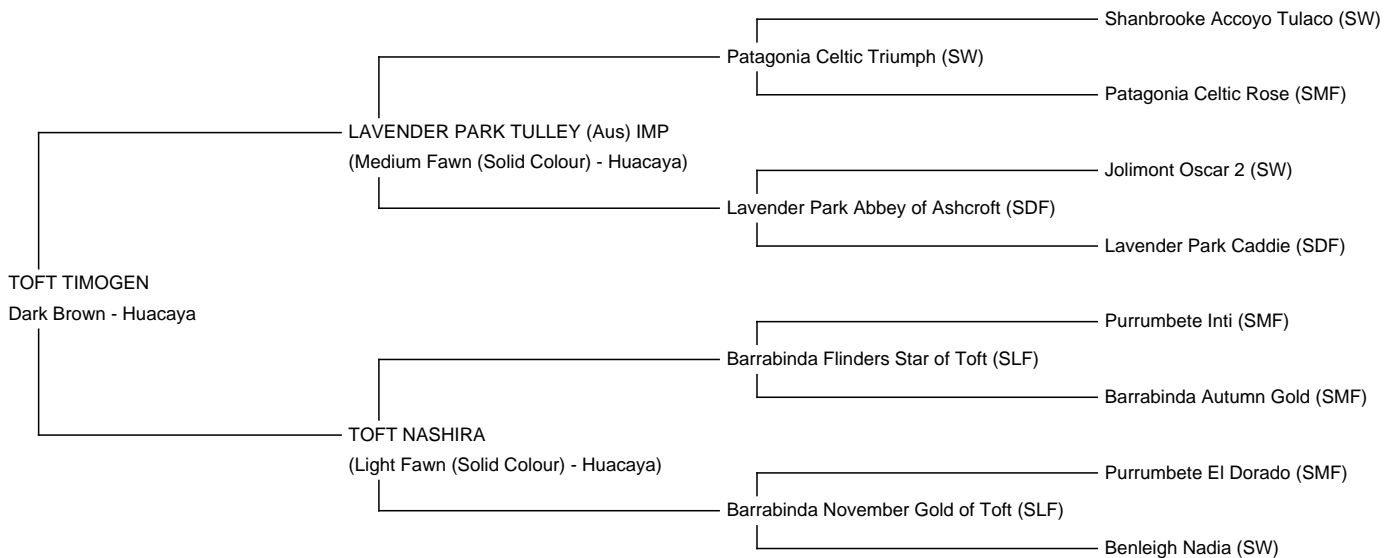 Shanbrooke Accoyo Tulaco (SW)
Patagonia Celtic Triumph (SW)
Patagonia Celtic Rose (SMF)
LAVENDER PARK TULLEY (Aus) IMP
(Medium Fawn (Solid Colour) - Huacaya)
Jolimont Oscar 2 (SW)
Lavender Park Abbey of Ashcroft (SDF)
Lavender Park Caddie (SDF)
TOFT TIMOGEN
Dark Brown - Huacaya
Purrumbete Inti (SMF)
Barrabinda Flinders Star of Toft (SLF)
Barrabinda Autumn Gold (SMF)
TOFT NASHIRA
(Light Fawn (Solid Colour) - Huacaya)
Purrumbete El Dorado (SMF)
Barrabinda November Gold of Toft (SLF)
Benleigh Nadia (SW)